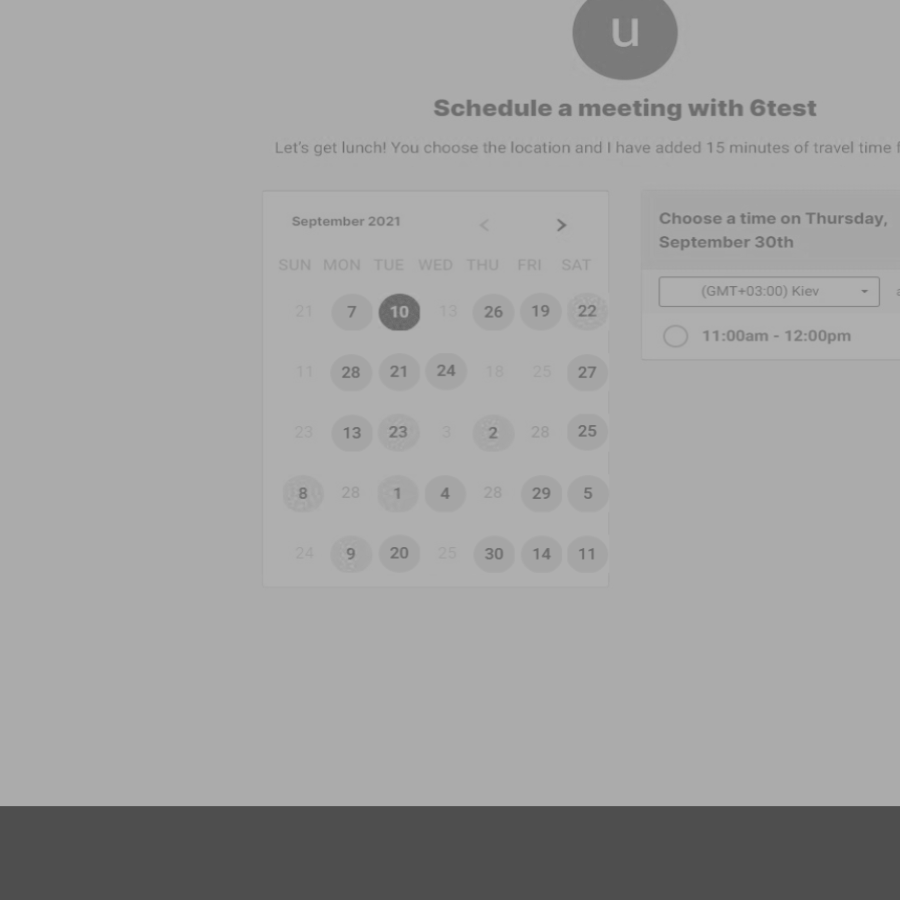 u
Schedule a meeting with 6test
Let's get lunch! You choose the location and I have added 15 minutes of travel time
September 2021 < >
SUN MON TUE WED THU FRI SAT
21 7 10 13 26 19 22
11 28 21 24 18 25 27
23 13 23 3 2 28 25
8 28 1 4 28 29 5
24 9 20 25 30 14 11
Choose a time on Thursday,
September 30th
(GMT+03:00) Kiev
11:00am - 12:00pm